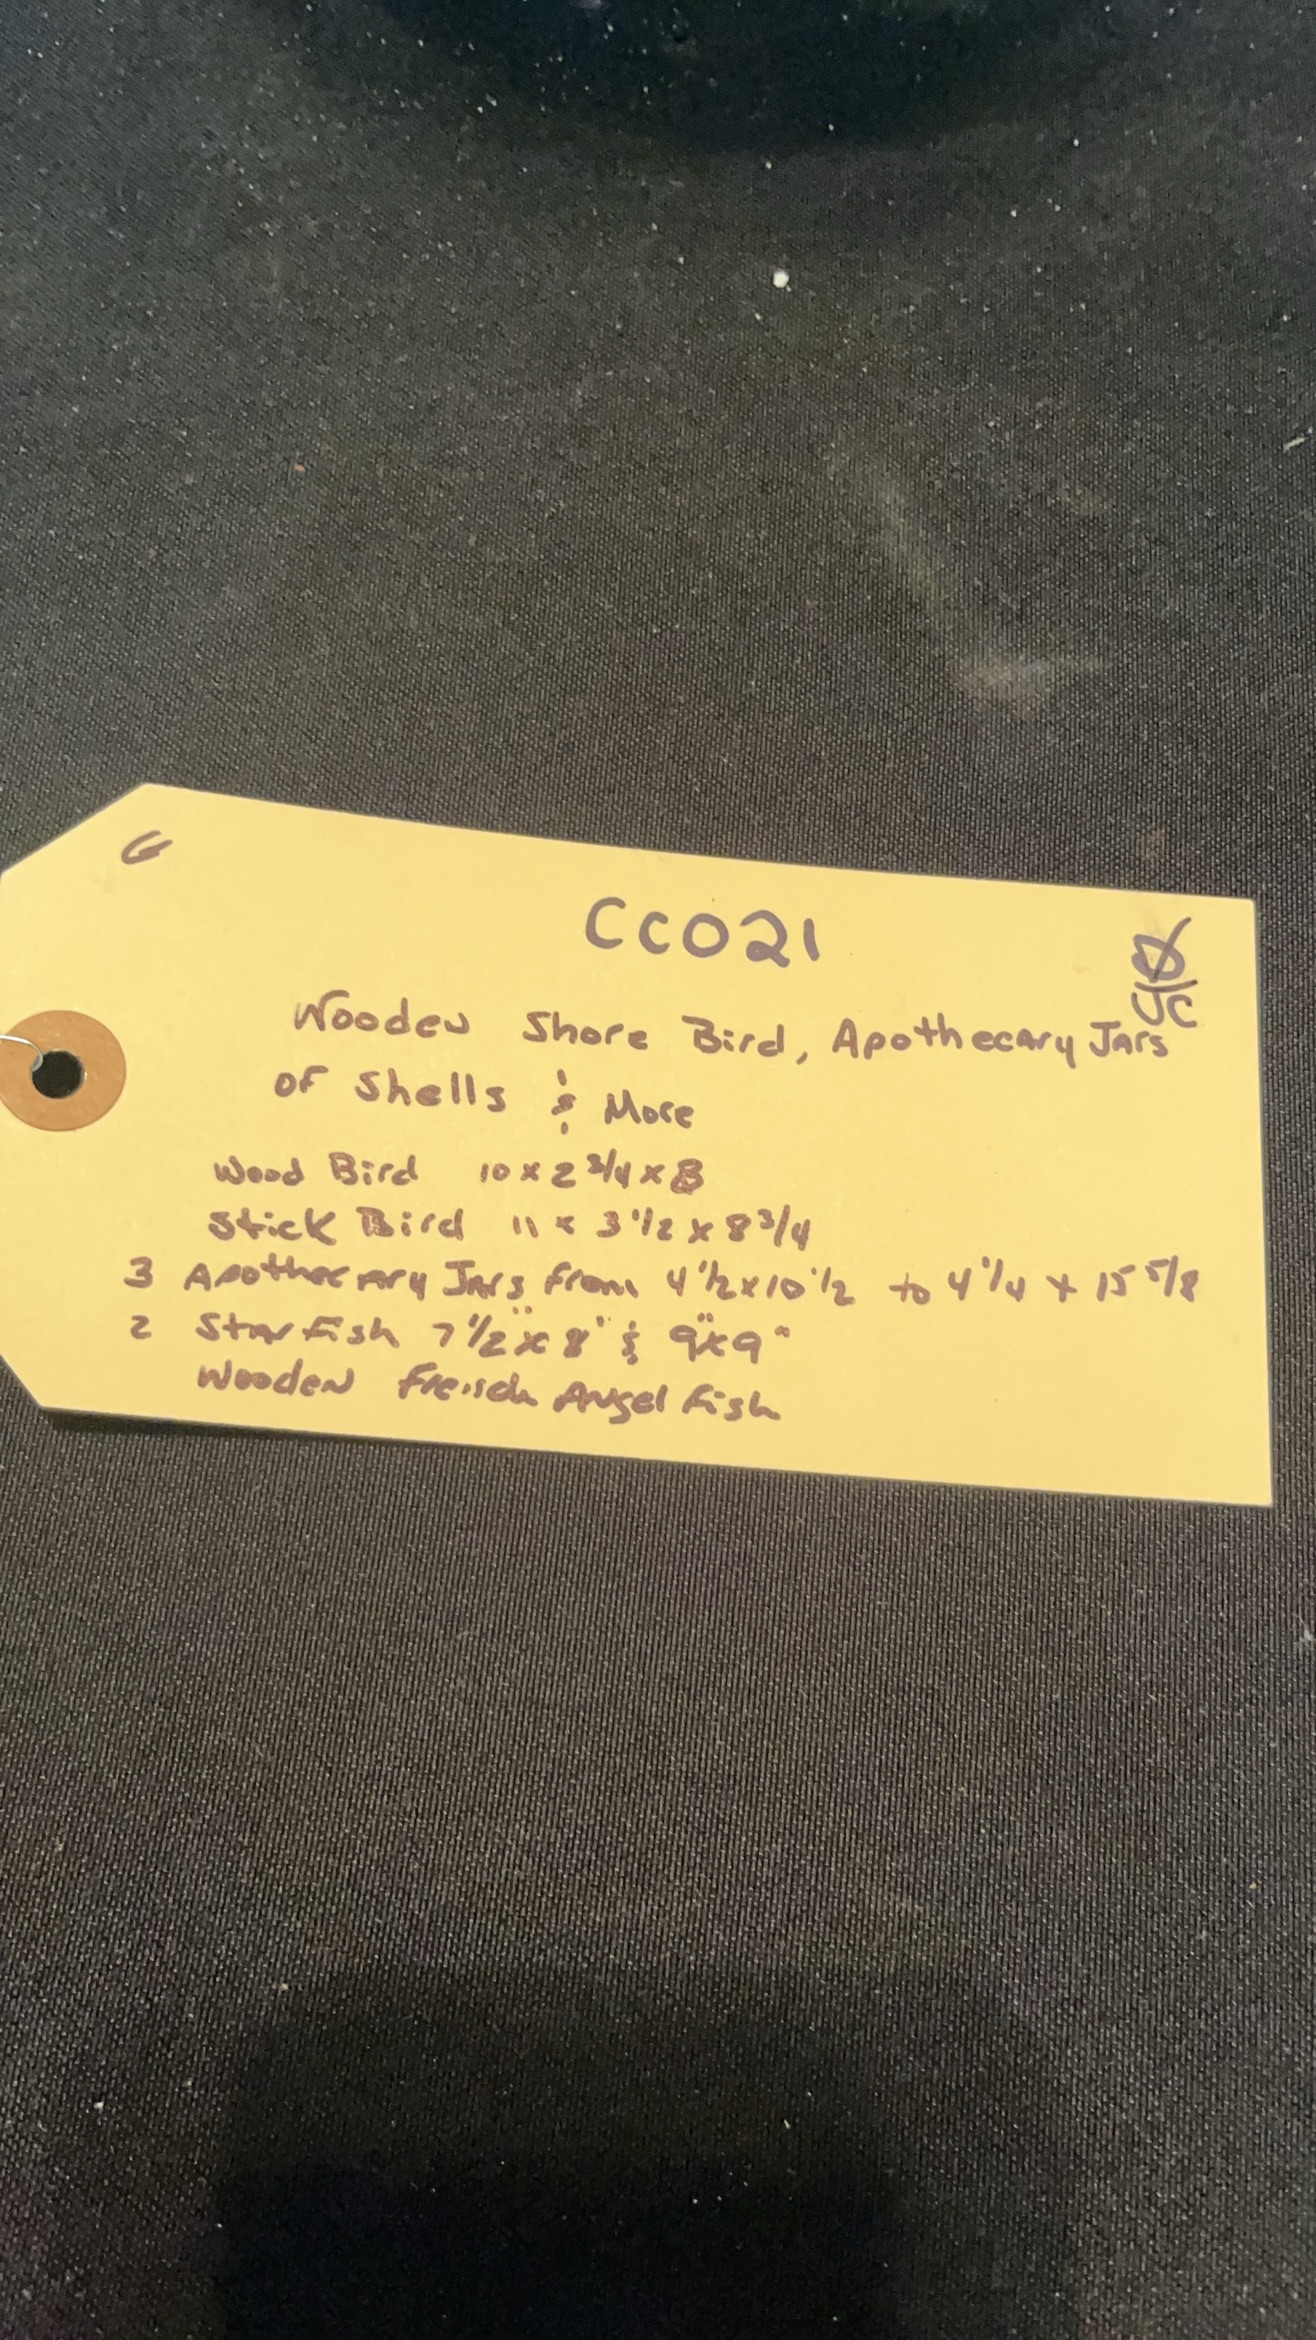 G
CC021
Ø
JC
Wooden Shore Bird, Apothecary Jars
of Shells & More
Wood Bird 10 x 2 3/4 x 8
Stick Bird 11 x 3 1/2 x 8 3/4
3 Apothecary Jars from 4 1/2 x 10 1/2 to 4 1/4 x 15 5/8
2 Starfish 7 1/2" x 8" & 9" x 9"
Wooden French Angel Fish